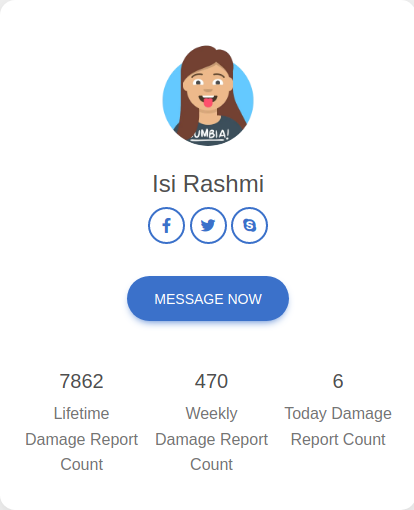 UMBIA!
Isi Rashmi
MESSAGE NOW
7862
Lifetime
Damage Report
Count
470
Weekly
Damage Report
Count
6
Today Damage
Report Count